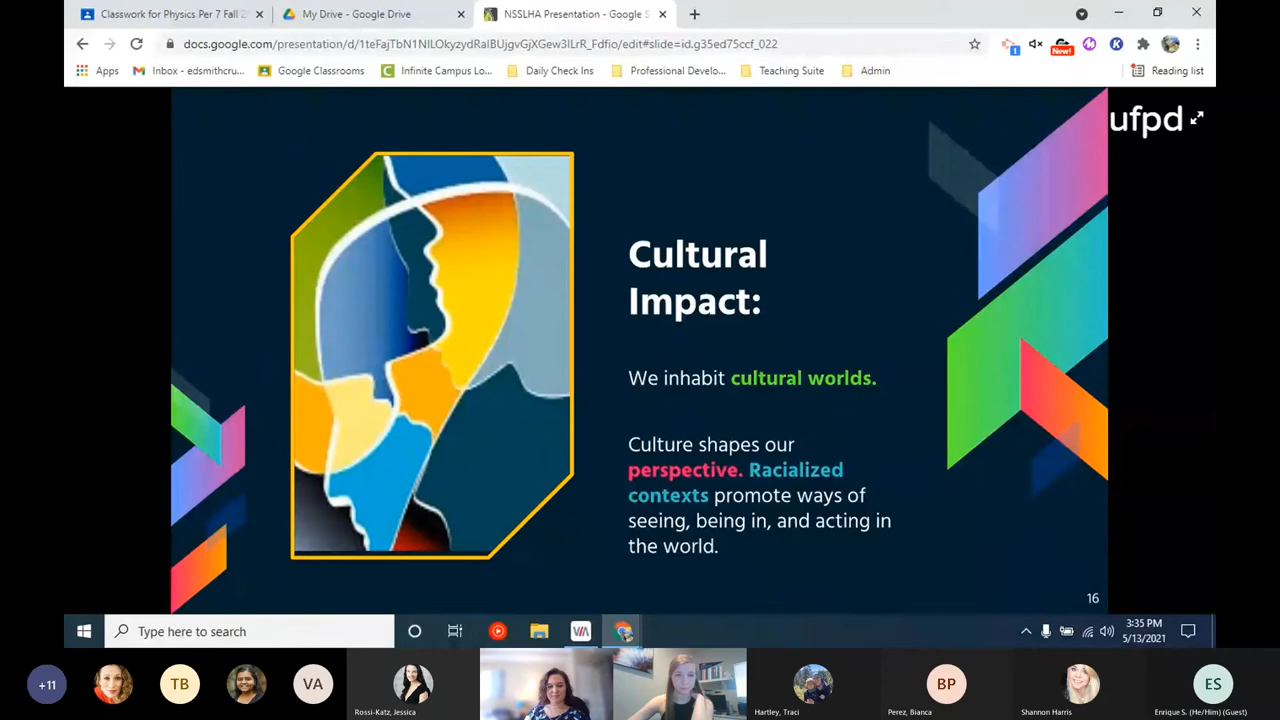 Classwork for Physics Per 7 Fall 2
My Drive - Google Drive
NSSLHA Presentation - Google S
docs.google.com/presentation/d/1teFajTbN1NlLOkyzydRaIBUjgvGjXGew3ILrR_Fdfio/edit#slide=id.g35ed75ccf_022
1
New!
K
Apps
Inbox - edsmithcru...
Google Classrooms
Infinite Campus Lo...
Daily Check Ins
Professional Develo...
Teaching Suite
Admin
Reading list
ufpd
Cultural
Impact:
We inhabit cultural worlds.
Culture shapes our
perspective. Racialized
contexts promote ways of
seeing, being in, and acting in
the world.
16
Type here to search
VIA
3:35 PM
5/13/2021
+11
TB
VA
Rossi-Katz, Jessica
Hartley, Traci
BP
Perez, Bianca
Shannon Harris
ES
Enrique S. (He/Him) (Guest)